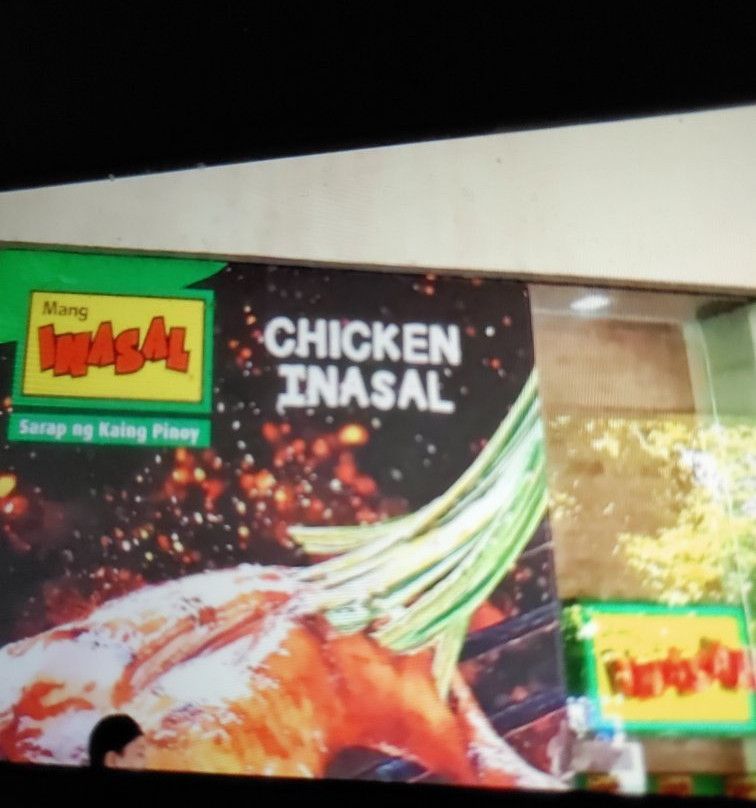 Mang
INASAL
Sarap ng Kaing Pinoy
CHICKEN
INASAL